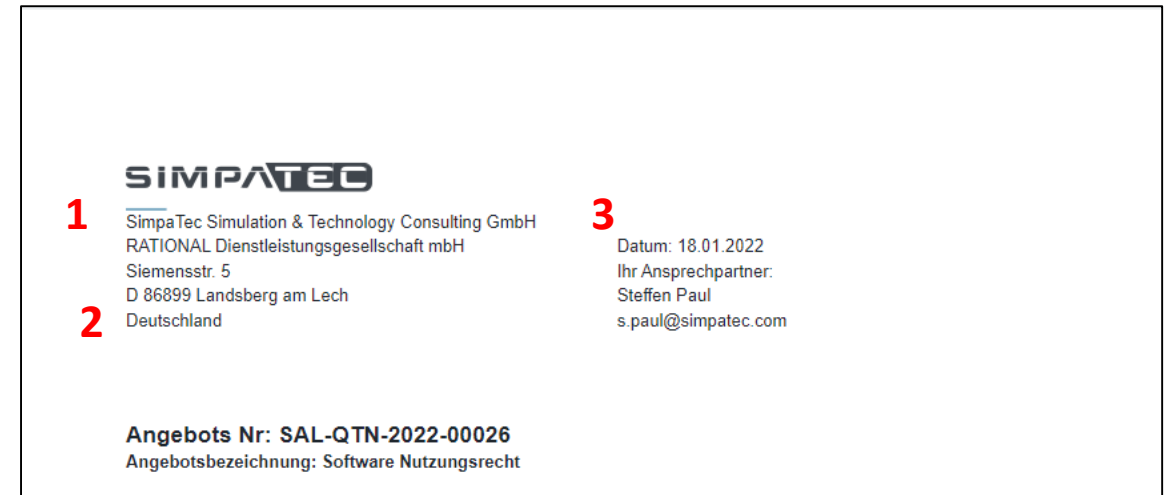 SIMPATEC
1
SimpaTec Simulation & Technology Consulting GmbH
RATIONAL Dienstleistungsgesellschaft mbH
Siemensstr. 5
D 86899 Landsberg am Lech
2
Deutschland
3
Datum: 18.01.2022
Ihr Ansprechpartner:
Steffen Paul
s.paul@simpatec.com
Angebots Nr: SAL-QTN-2022-00026
Angebotsbezeichnung: Software Nutzungsrecht